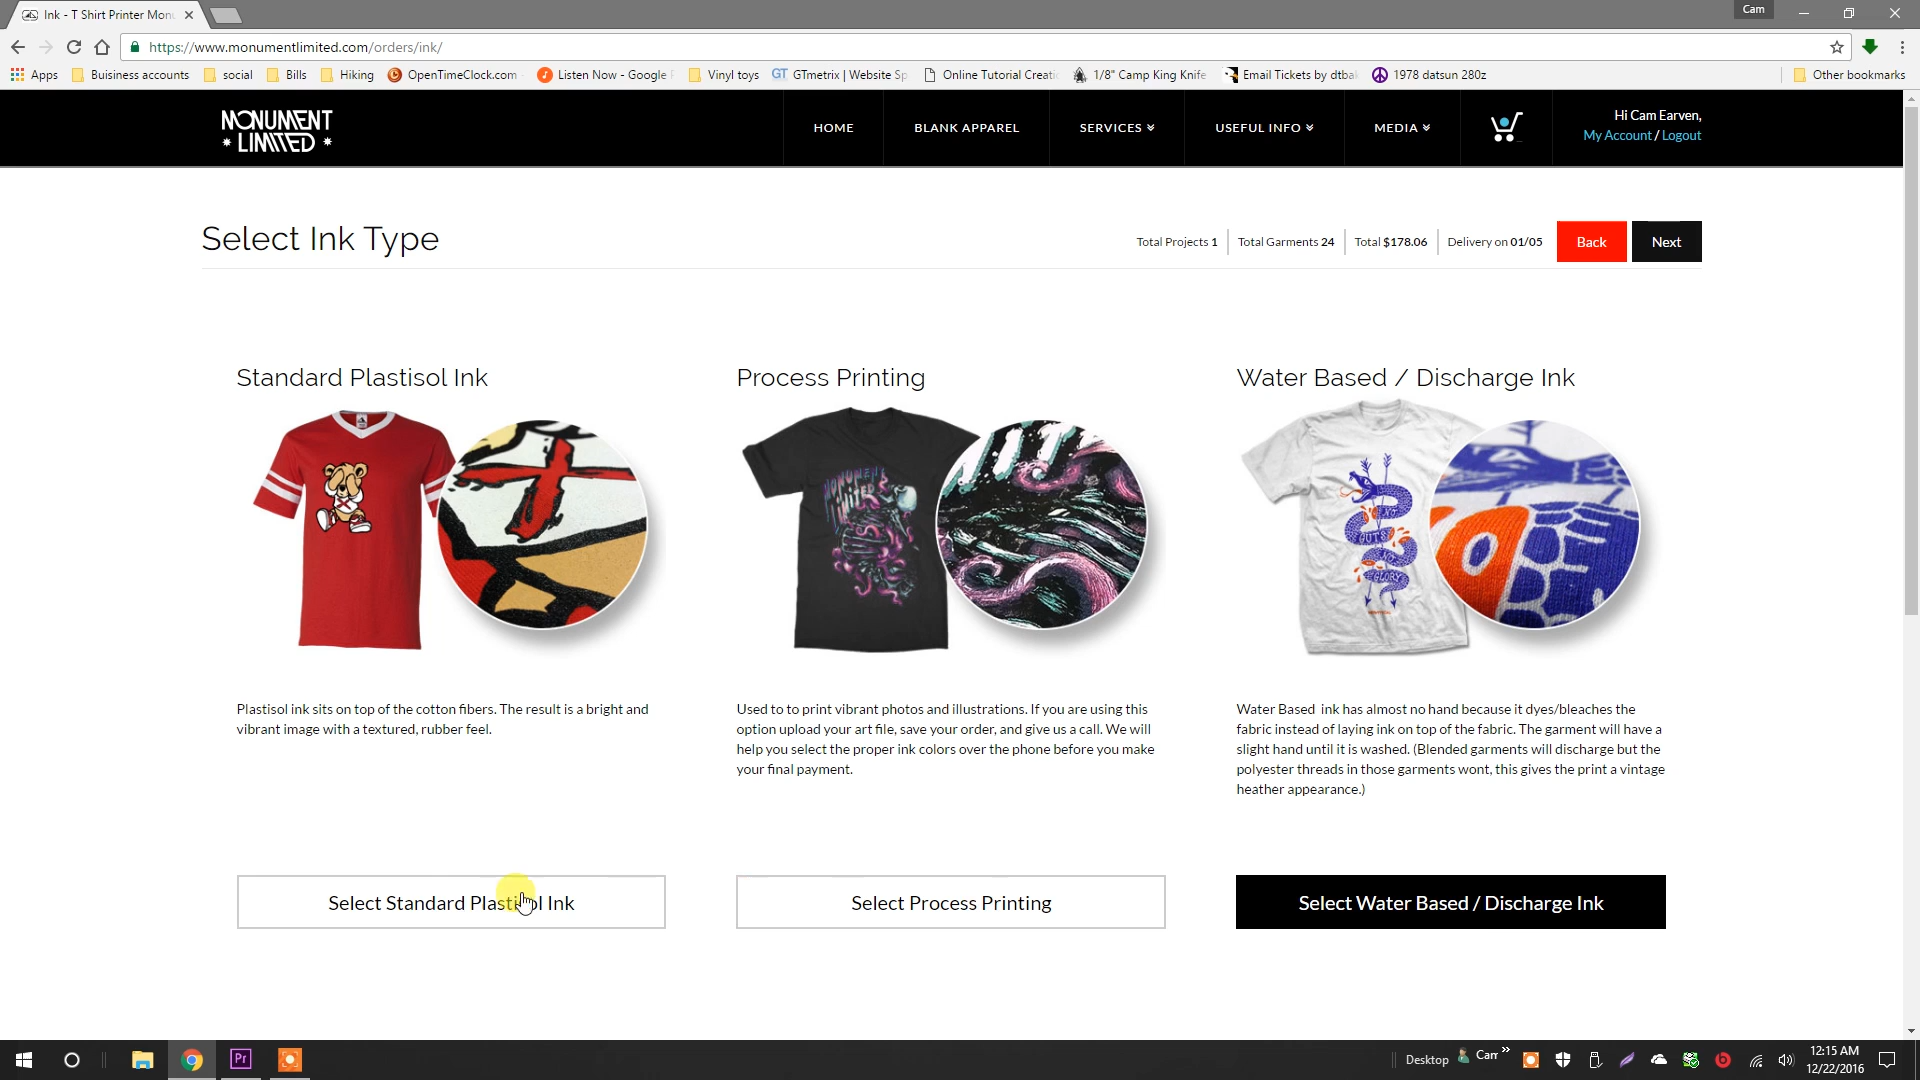 Ink - T Shirt Printer Mon
Cam
https://www.monumentlimited.com/orders/ink/
Apps
Buisiness accounts
social
Bills
Hiking
OpenTimeClock.com
Listen Now - Google
Vinyl toys
GTmetrix | Website Sp
Online Tutorial Creati
1/8" Camp King Knife
Email Tickets by dtba
1978 datsun 280z
Other bookmarks
MONUMENT
LIMITED
HOME
BLANK APPAREL
SERVICES
USEFUL INFO
MEDIA
Hi Cam Earven,
My Account / Logout
Select Ink Type
Total Projects 1
Total Garments 24
Total $178.06
Delivery on 01/05
Back
Next
Standard Plastisol Ink
Plastisol ink sits on top of the cotton fibers. The result is a bright and
vibrant image with a textured, rubber feel.
Select Standard Plastisol Ink
Process Printing
MONUMENT
LIMITED
Used to to print vibrant photos and illustrations. If you are using this
option upload your art file, save your order, and give us a call. We will
help you select the proper ink colors over the phone before you make
your final payment.
Select Process Printing
Water Based / Discharge Ink
GUTS
NO
GLORY
Water Based ink has almost no hand because it dyes/bleaches the
fabric instead of laying ink on top of the fabric. The garment will have a
slight hand until it is washed. (Blended garments will discharge but the
polyester threads in those garments wont, this gives the print a vintage
heather appearance.)
Select Water Based / Discharge Ink
Pr
Desktop
Cam
12:15 AM
12/22/2016